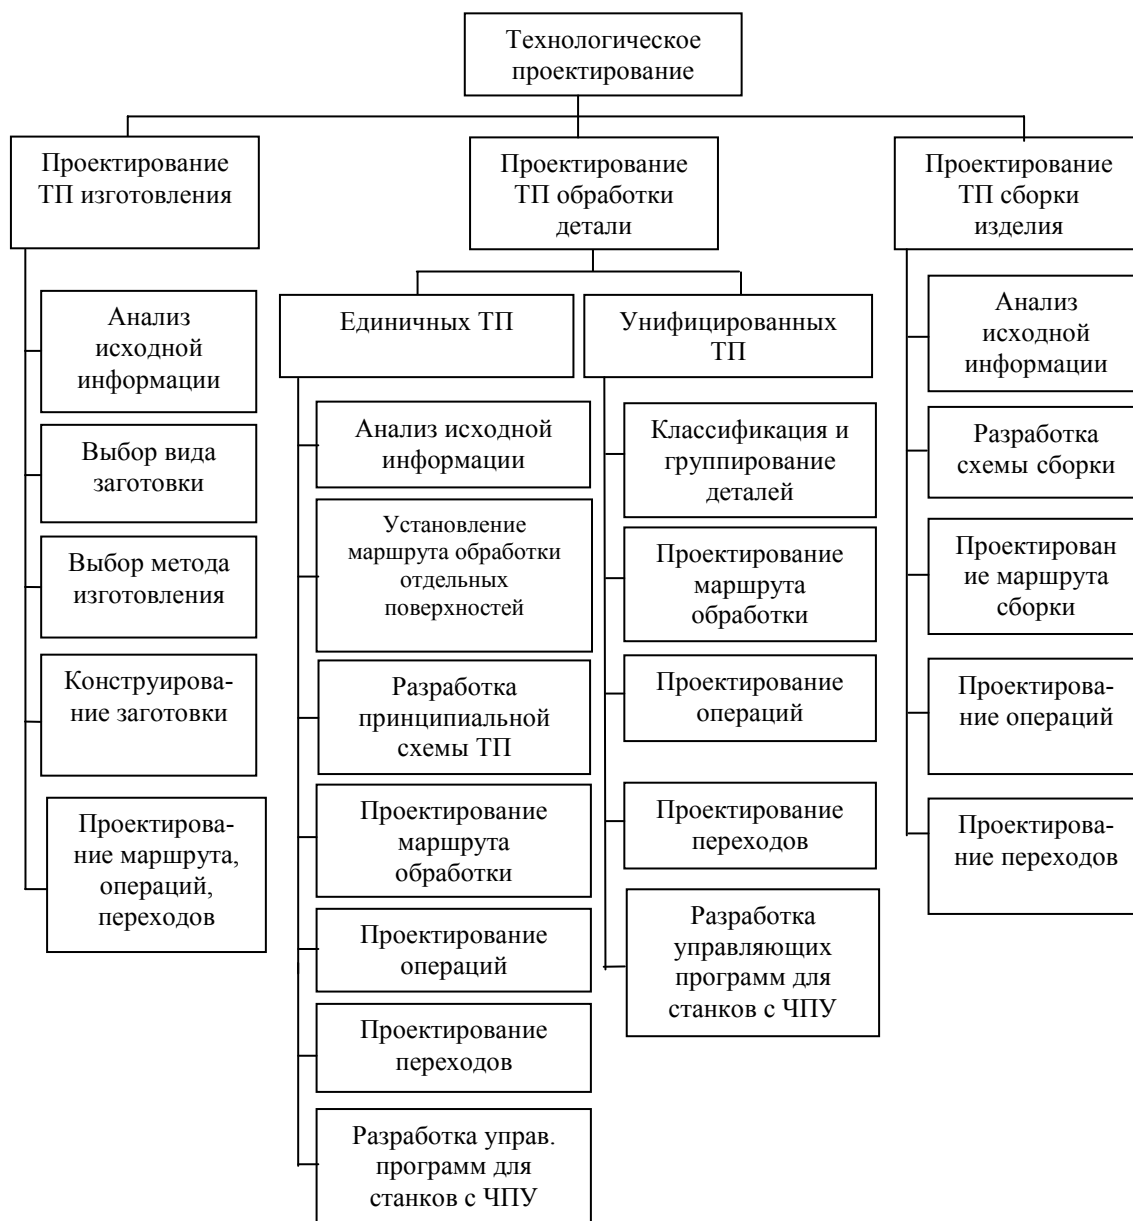 Технологическое
проектирование
Проектирование
ТП изготовления
Анализ
исходной
информации
Выбор вида
заготовки
Выбор метода
изготовления
Конструирова-
ние заготовки
Проектирова-
ние маршрута,
операций,
переходов
Проектирование
ТП обработки
детали
Единичных ТП
Анализ исходной
информации
Установление
маршрута обработки
отдельных
поверхностей
Разработка
принципиальной
схемы ТП
Проектирование
маршрута
обработки
Проектирование
операций
Проектирование
переходов
Разработка управ.
программ для
станков с ЧПУ
Унифицированных
ТП
Классификация и
группирование
деталей
Проектирование
маршрута
обработки
Проектирование
операций
Проектирование
переходов
Разработка
управляющих
программ для
станков с ЧПУ
Проектирование
ТП сборки
изделия
Анализ
исходной
информации
Разработка
схемы сборки
Проектирован
ие маршрута
сборки
Проектирова-
ние операций
Проектирова-
ние переходов